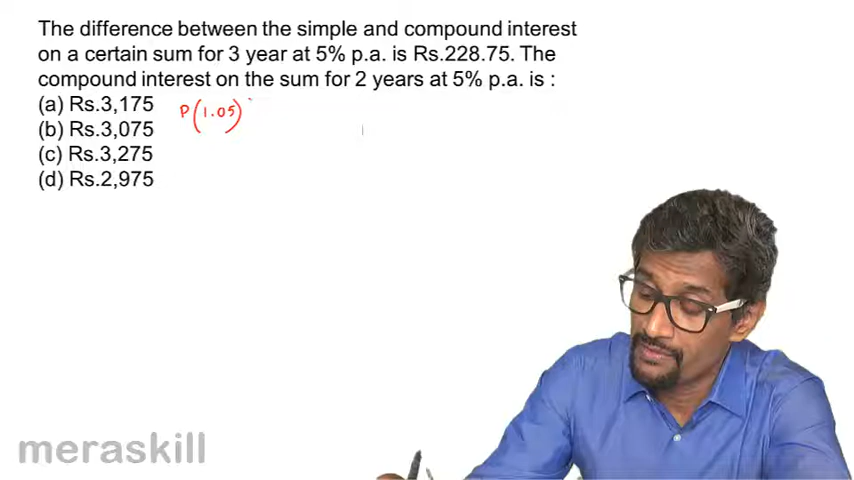 The difference between the simple and compound interest
on a certain sum for 3 year at 5% p.a. is Rs.228.75. The
compound interest on the sum for 2 years at 5% p.a. is :
(a) Rs.3,175
P(1.05)
(b) Rs.3,075
(c) Rs.3,275
(d) Rs.2,975
meraskill